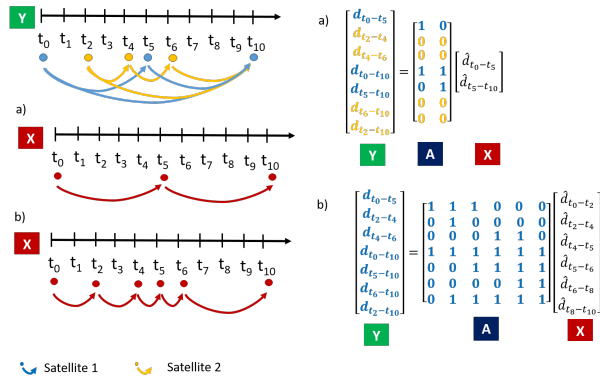 Y
t0 t1 t2 t3 t4 t5 t6 t7 t8 t9 t10
a)
X
t0 t1 t2 t3 t4 t5 t6 t7 t8 t9 t10
b)
X
t0 t1 t2 t3 t4 t5 t6 t7 t8 t9 t10
Satellite 1 Satellite 2
a)
d_{t0−t5} 1 0
d_{t2−t4} 0 0
d_{t4−t6} 0 0 d̂_{t0−t5}
d_{t0−t10} = 1 1 d̂_{t5−t10}
d_{t5−t10} 0 1
d_{t6−t10} 0 0
d_{t2−t10} 0 0
Y A X
b)
d_{t0−t5} 1 1 1 0 0 0 d̂_{t0−t2}
d_{t2−t4} 0 1 0 0 0 0 d̂_{t2−t4}
d_{t4−t6} 0 0 0 1 1 0 d̂_{t4−t5}
d_{t0−t10} = 1 1 1 1 1 1 d̂_{t5−t6}
d_{t5−t10} 0 0 1 1 1 1 d̂_{t6−t8}
d_{t6−t10} 0 0 0 0 1 1 d̂_{t8−t10}
d_{t2−t10} 0 1 1 1 1 1
Y A X